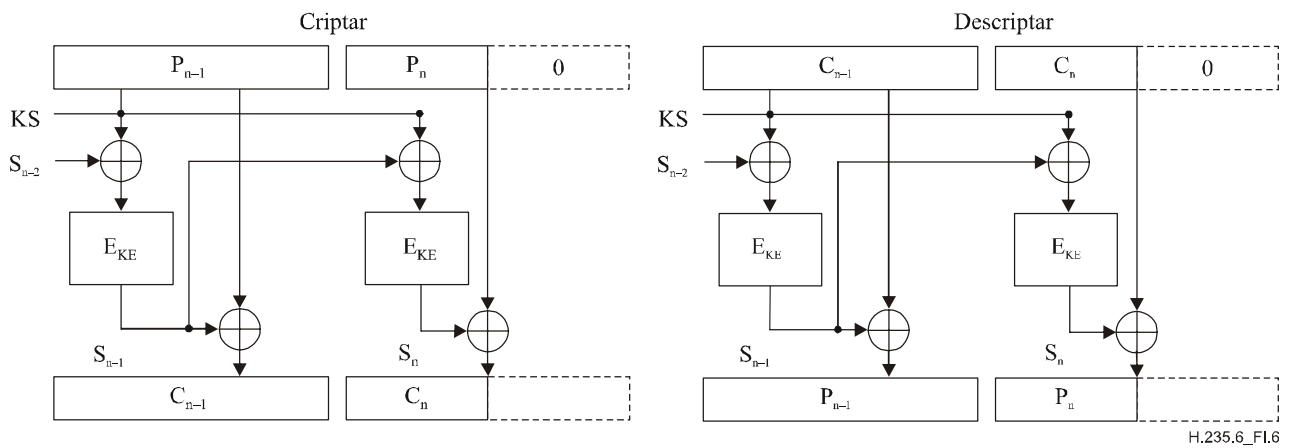 Criptar
P n–1
P n
0
KS
S n–2
E KE
E KE
S n–1
S n
C n–1
C n
Descriptar
C n–1
C n
0
KS
S n–2
E KE
E KE
S n–1
S n
P n–1
P n
H.235.6_FI.6